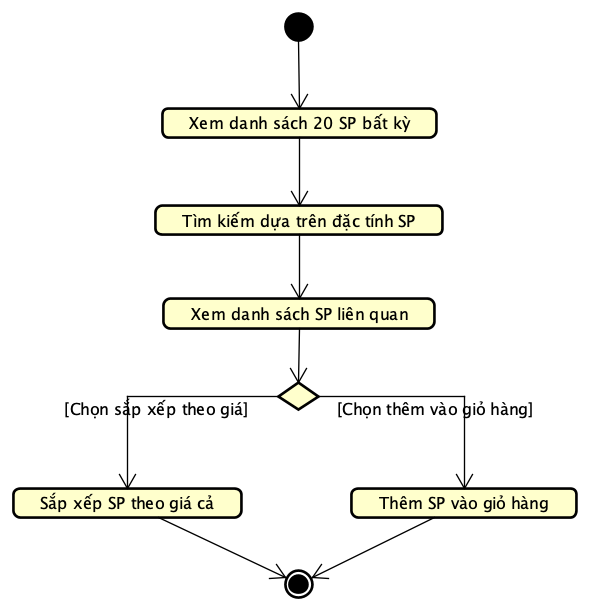 Xem danh sách 20 SP bất kỳ
Tìm kiếm dựa trên đặc tính SP
Xem danh sách SP liên quan
[Chọn sắp xếp theo giá]
[Chọn thêm vào giỏ hàng]
Sắp xếp SP theo giá cả
Thêm SP vào giỏ hàng